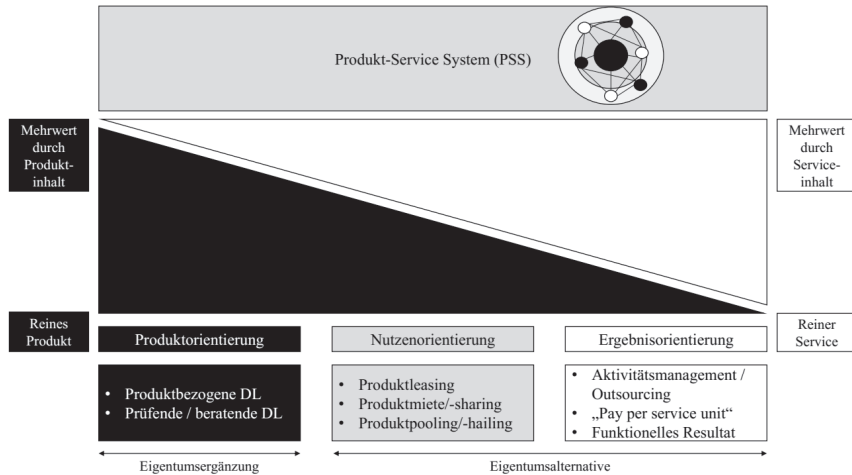 Produkt-Service System (PSS)
Mehrwert
durch
Produkt-
inhalt
Mehrwert
durch
Service-
inhalt
Reines
Produkt
Produktorientierung
Nutzenorientierung
Ergebnisorientierung
Reiner
Service
• Produktbezogene DL
• Prüfende / beratende DL
• Produktleasing
• Produktmiete/-sharing
• Produktpooling/-hailing
• Aktivitätsmanagement /
Outsourcing
• „Pay per service unit“
• Funktionelles Resultat
Eigentumsergänzung
Eigentumsalternative